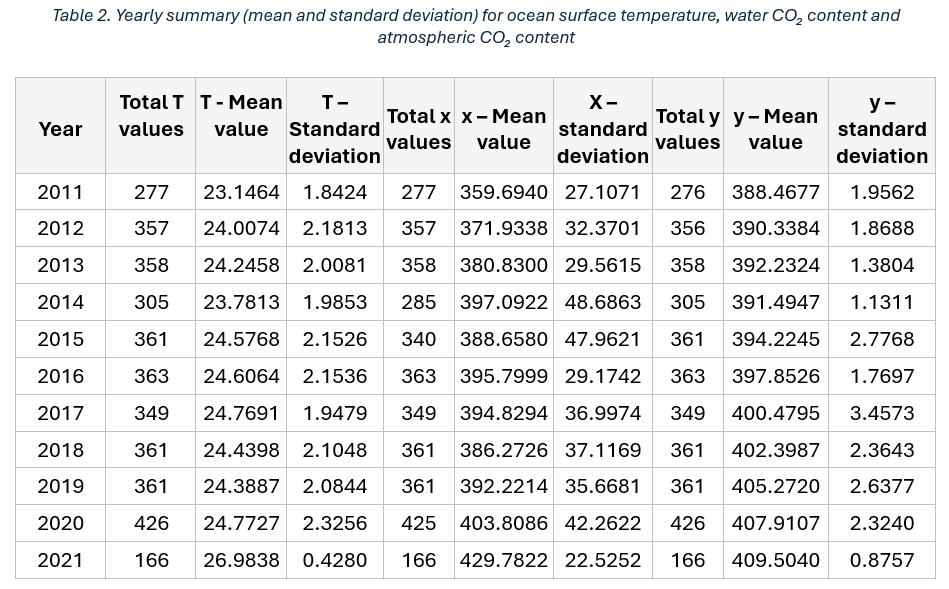 Table 2. Yearly summary (mean and standard deviation) for ocean surface temperature, water CO₂ content and
atmospheric CO₂ content
Year Total T values T - Mean value T – Standard deviation Total x values x – Mean value X – standard deviation Total y values y – Mean value y – standard deviation
2011 277 23.1464 1.8424 277 359.6940 27.1071 276 388.4677 1.9562
2012 357 24.0074 2.1813 357 371.9338 32.3701 356 390.3384 1.8688
2013 358 24.2458 2.0081 358 380.8300 29.5615 358 392.2324 1.3804
2014 305 23.7813 1.9853 285 397.0922 48.6863 305 391.4947 1.1311
2015 361 24.5768 2.1526 340 388.6580 47.9621 361 394.2245 2.7768
2016 363 24.6064 2.1536 363 395.7999 29.1742 363 397.8526 1.7697
2017 349 24.7691 1.9479 349 394.8294 36.9974 349 400.4795 3.4573
2018 361 24.4398 2.1048 361 386.2726 37.1169 361 402.3987 2.3643
2019 361 24.3887 2.0844 361 392.2214 35.6681 361 405.2720 2.6377
2020 426 24.7727 2.3256 425 403.8086 42.2622 426 407.9107 2.3240
2021 166 26.9838 0.4280 166 429.7822 22.5252 166 409.5040 0.8757